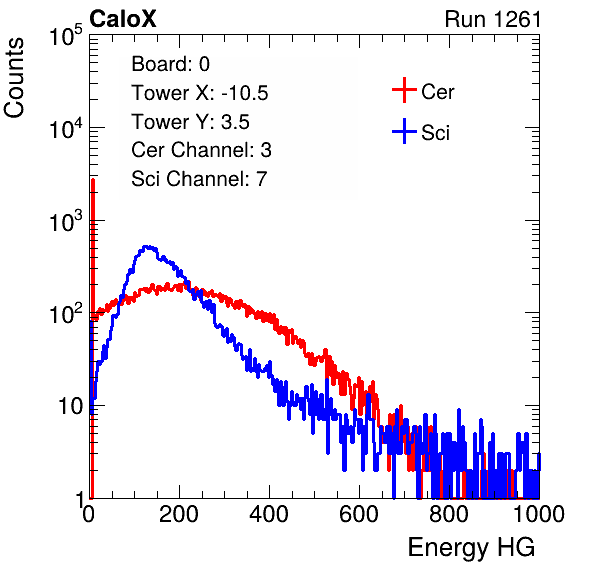 CaloX Run 1261
Counts
10^5
10^4
10^3
10^2
10
1
Board: 0
Tower X: -10.5
Tower Y: 3.5
Cer Channel: 3
Sci Channel: 7
Cer
Sci
0 200 400 600 800 1000
Energy HG